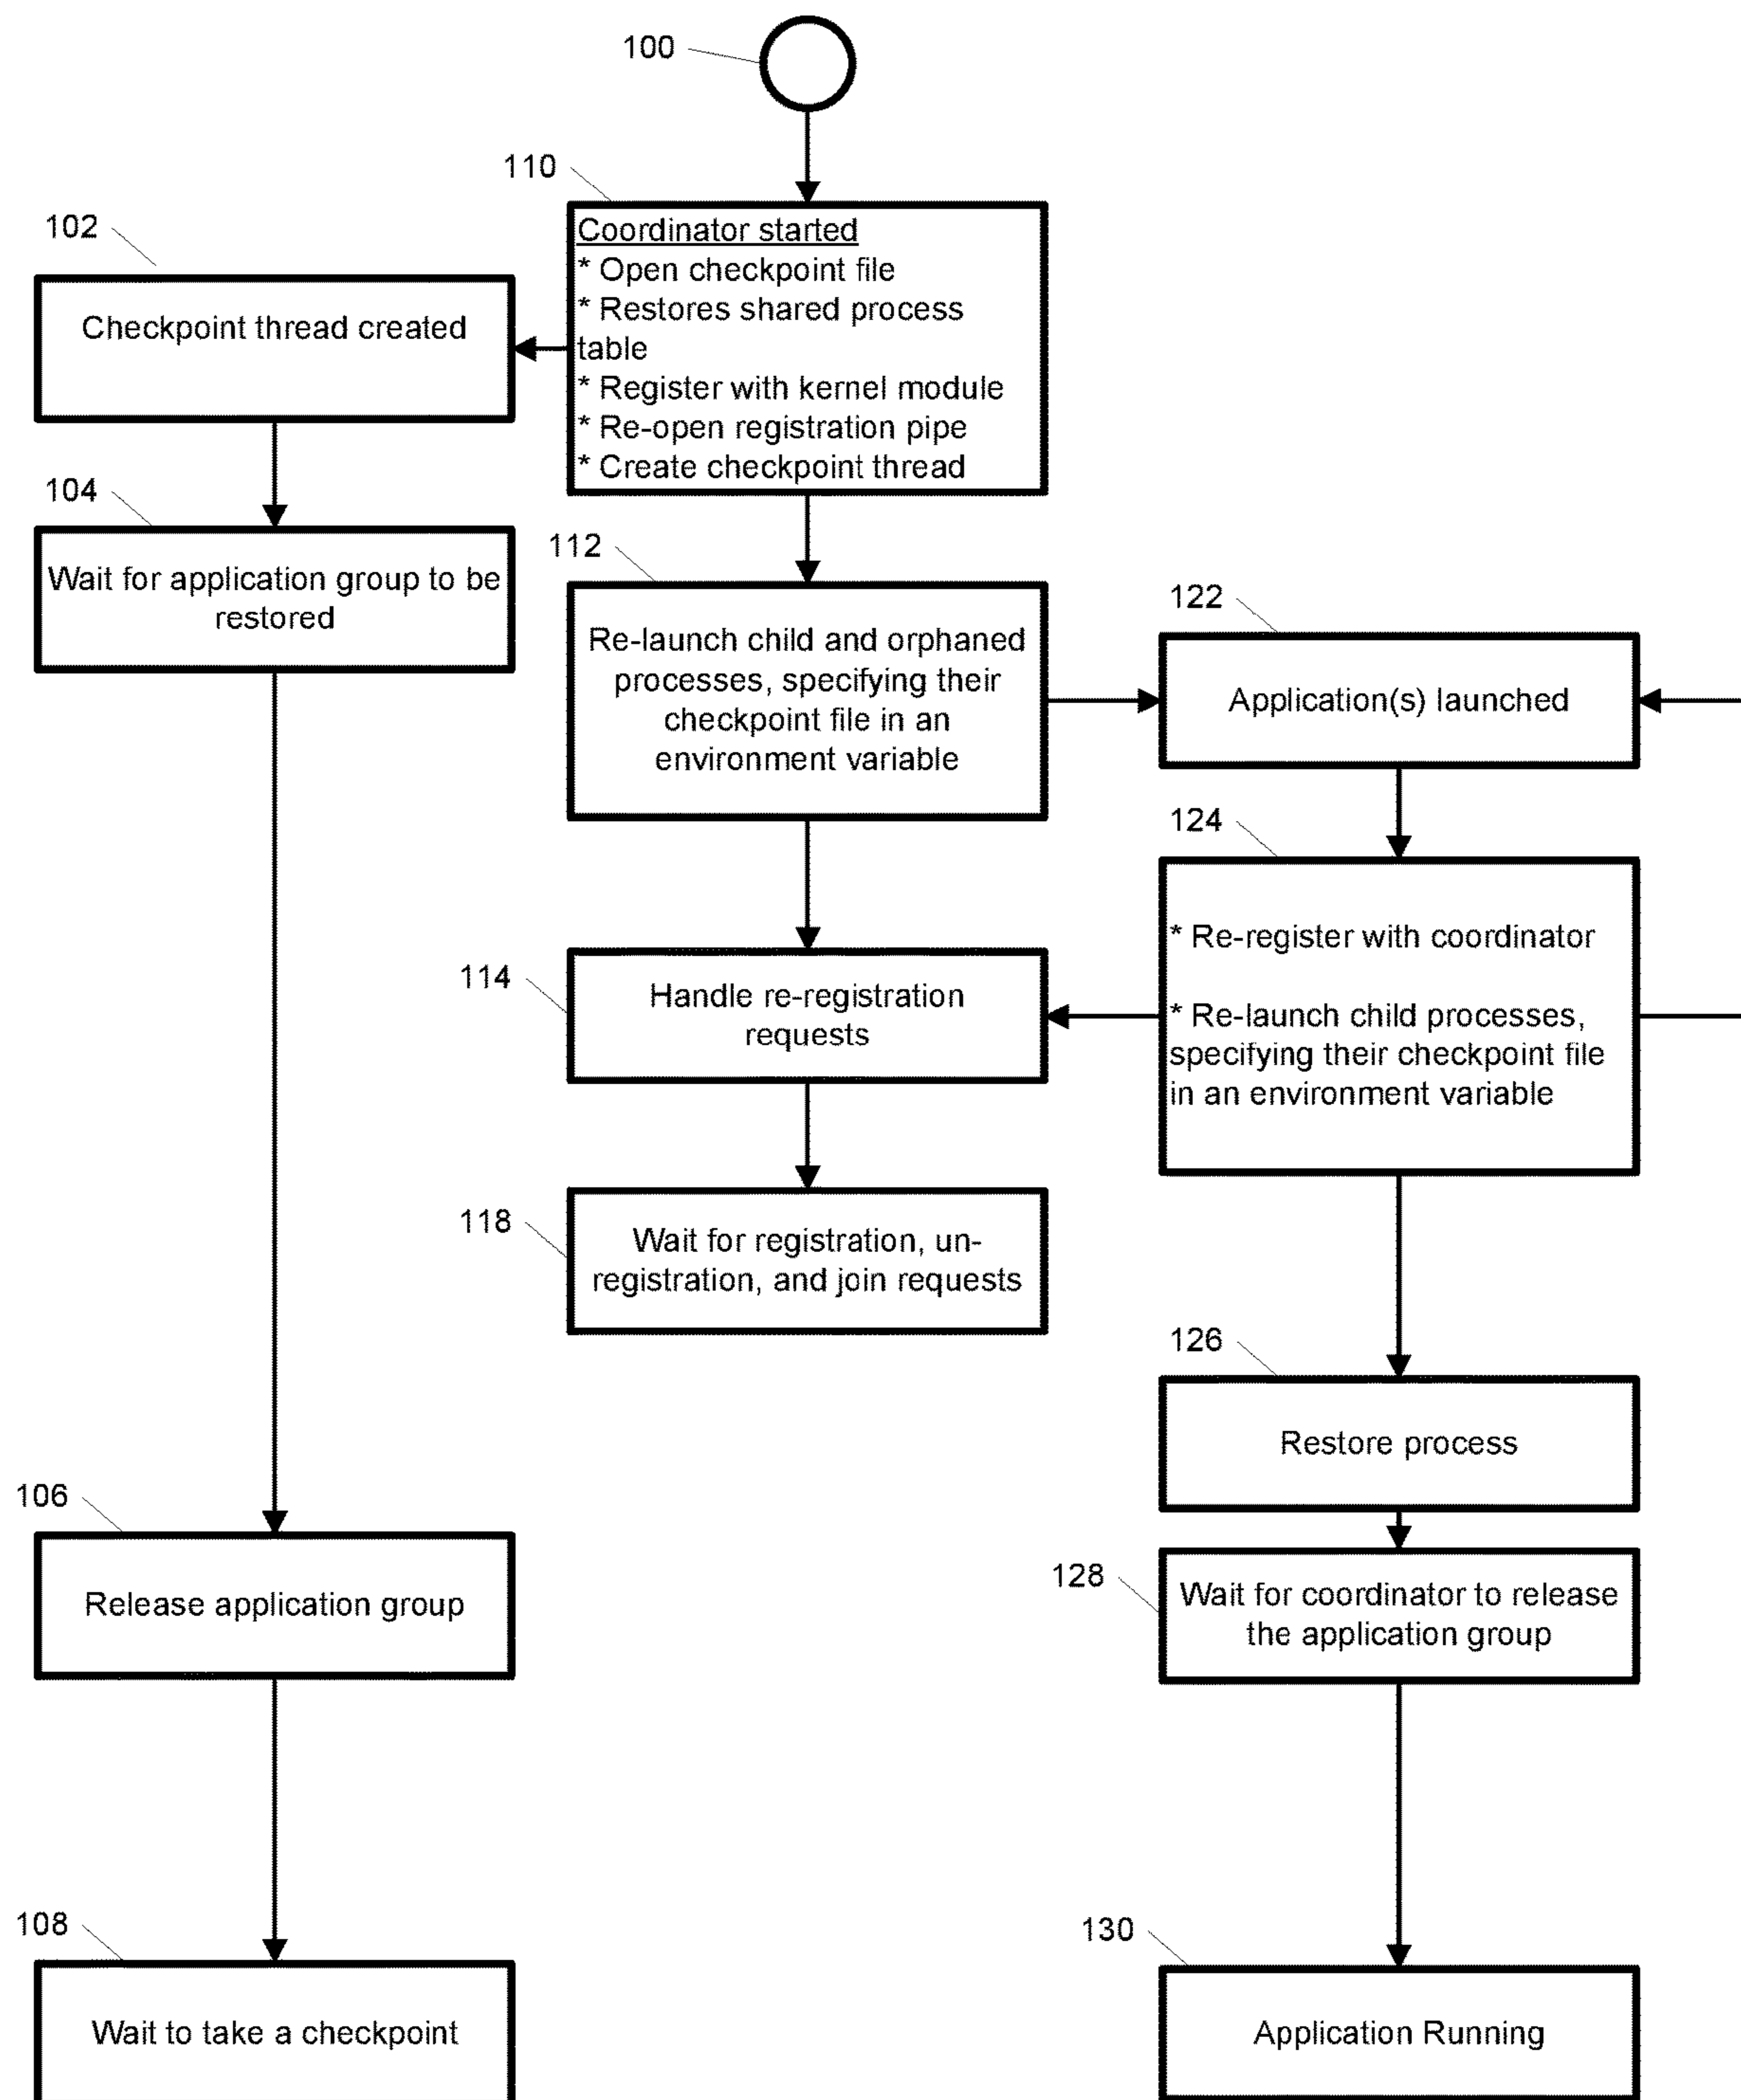 100
110
Coordinator started
* Open checkpoint file
* Restores shared process
table
* Register with kernel module
* Re-open registration pipe
* Create checkpoint thread
102
Checkpoint thread created
104
Wait for application group to be
restored
112
Re-launch child and orphaned
processes, specifying their
checkpoint file in an
environment variable
122
Application(s) launched
124
* Re-register with coordinator
* Re-launch child processes,
specifying their checkpoint file
in an environment variable
114
Handle re-registration
requests
118
Wait for registration, un-
registration, and join requests
126
Restore process
106
Release application group
128
Wait for coordinator to release
the application group
108
Wait to take a checkpoint
130
Application Running